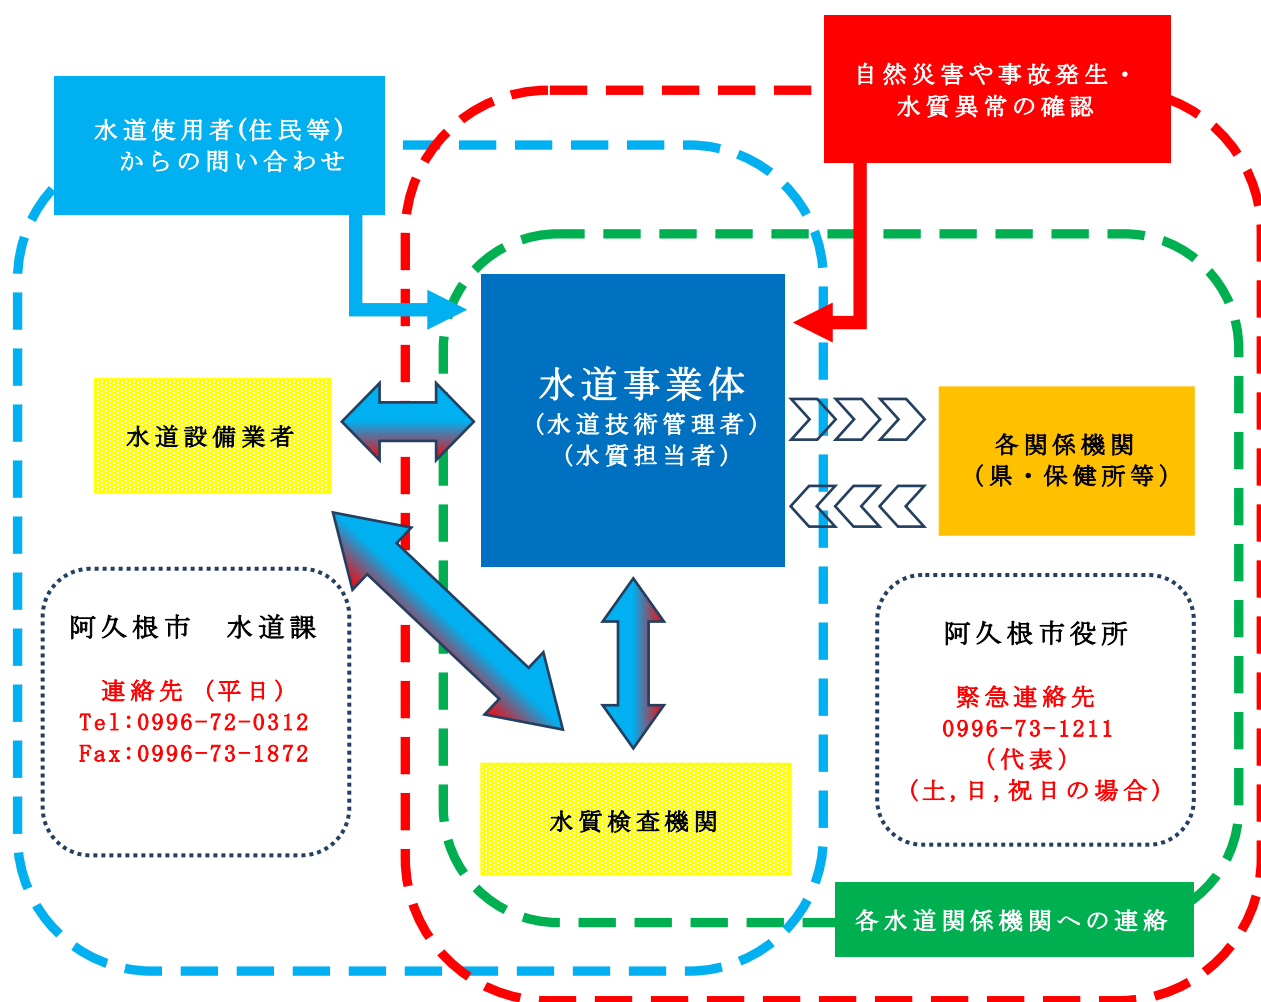 自然災害や事故発生・
水質異常の確認
水道使用者(住民等)
からの問い合わせ
水道事業体
(水道技術管理者)
(水質担当者)
水道設備業者
各関係機関
(県・保健所等)
阿久根市　水道課
連絡先 (平日)
Tel:0996-72-0312
Fax:0996-73-1872
阿久根市役所
緊急連絡先
0996-73-1211
(代表)
(土,日,祝日の場合)
水質検査機関
各水道関係機関への連絡